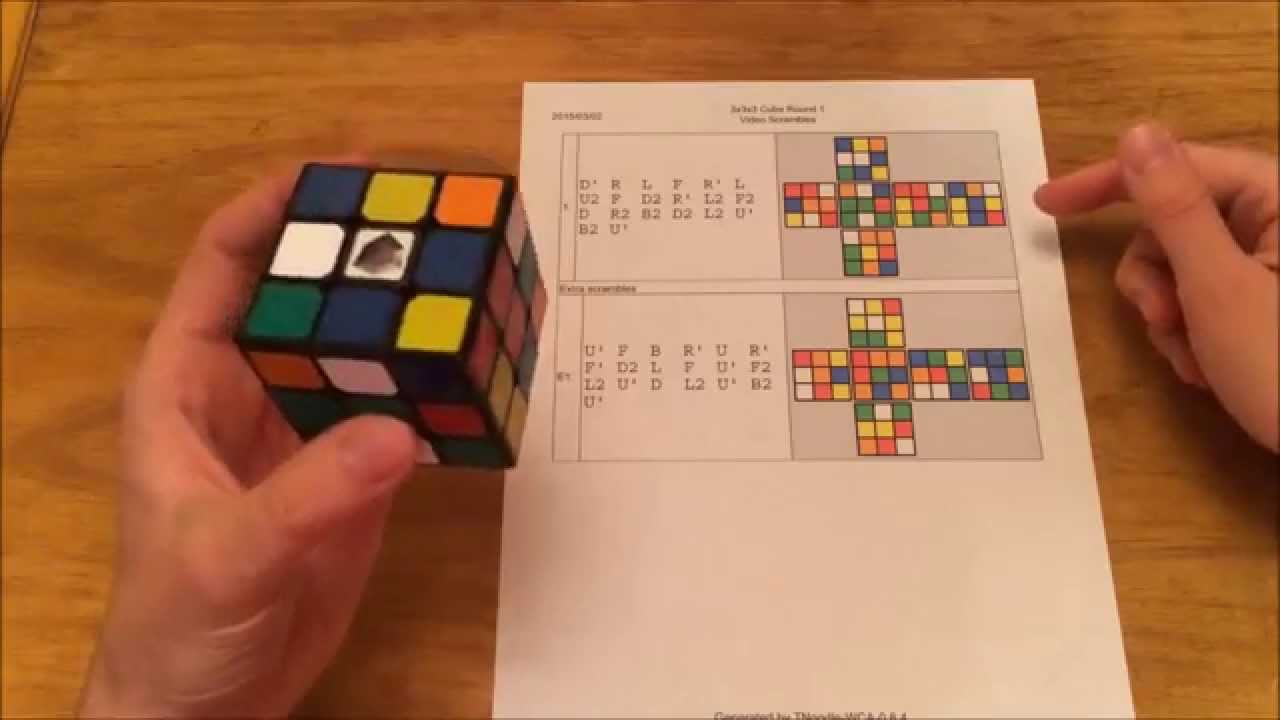 2015/03/02
3x3x3 Cube Round 1
Video Scrambles
1.
D' R L F R' L
U2 F D2 R' L2 F2
D R2 B2 D2 L2 U'
B2 U'
Extra scrambles
E1.
U' F B R' U R'
F' D2 L F U' F2
L2 U' D L2 U' B2
U'
Generated by TNoodle-WCA-0.8.4